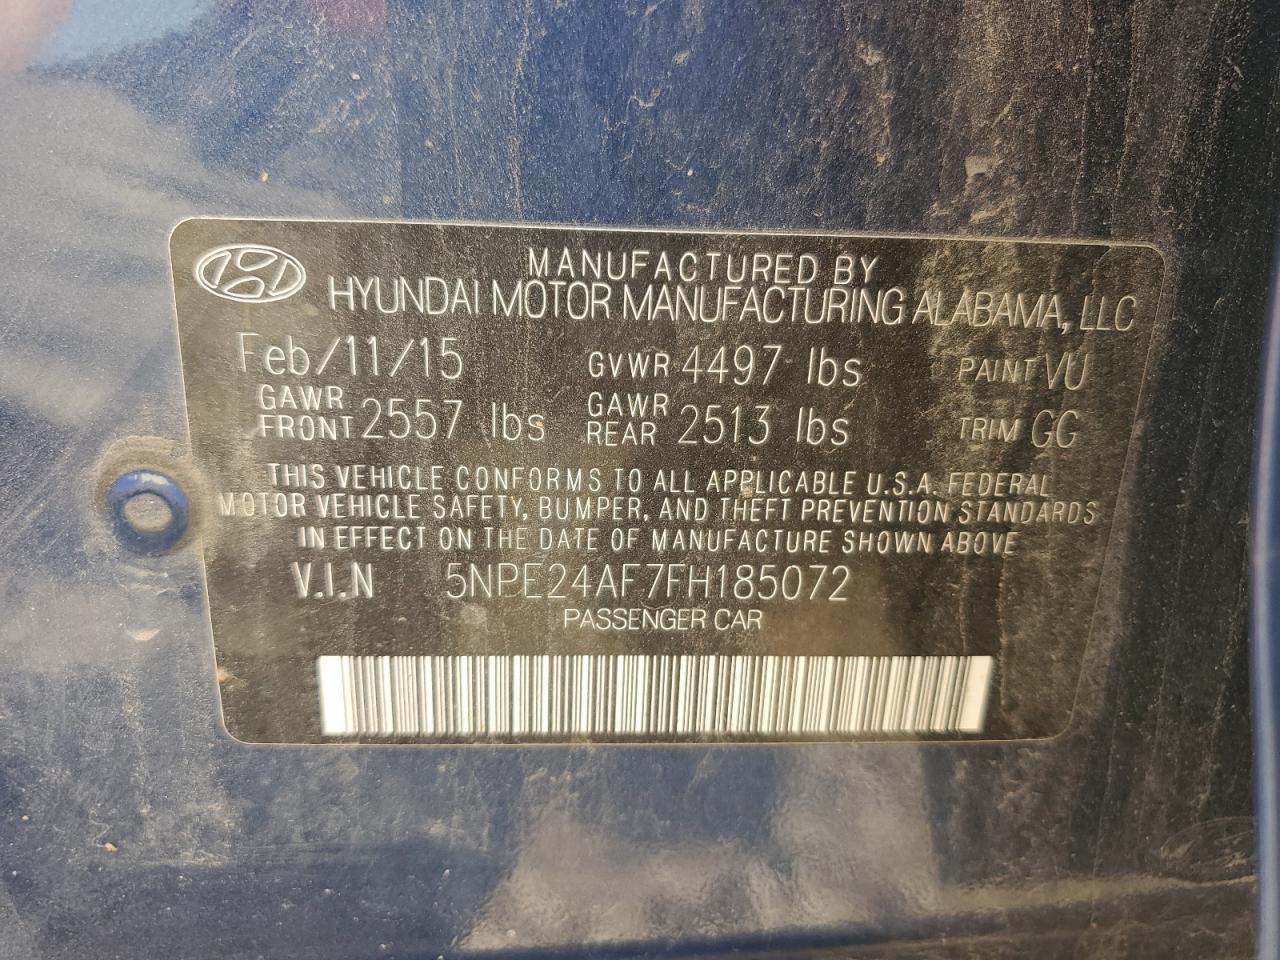 MANUFACTURED BY
HYUNDAI MOTOR MANUFACTURING ALABAMA, LLC
Feb/11/15 GVWR 4497 lbs PAINT VU
GAWR FRONT 2557 lbs GAWR REAR 2513 lbs TRIM GG
THIS VEHICLE CONFORMS TO ALL APPLICABLE U.S.A. FEDERAL
MOTOR VEHICLE SAFETY, BUMPER, AND THEFT PREVENTION STANDARDS
IN EFFECT ON THE DATE OF MANUFACTURE SHOWN ABOVE
V.I.N 5NPE24AF7FH185072
PASSENGER CAR